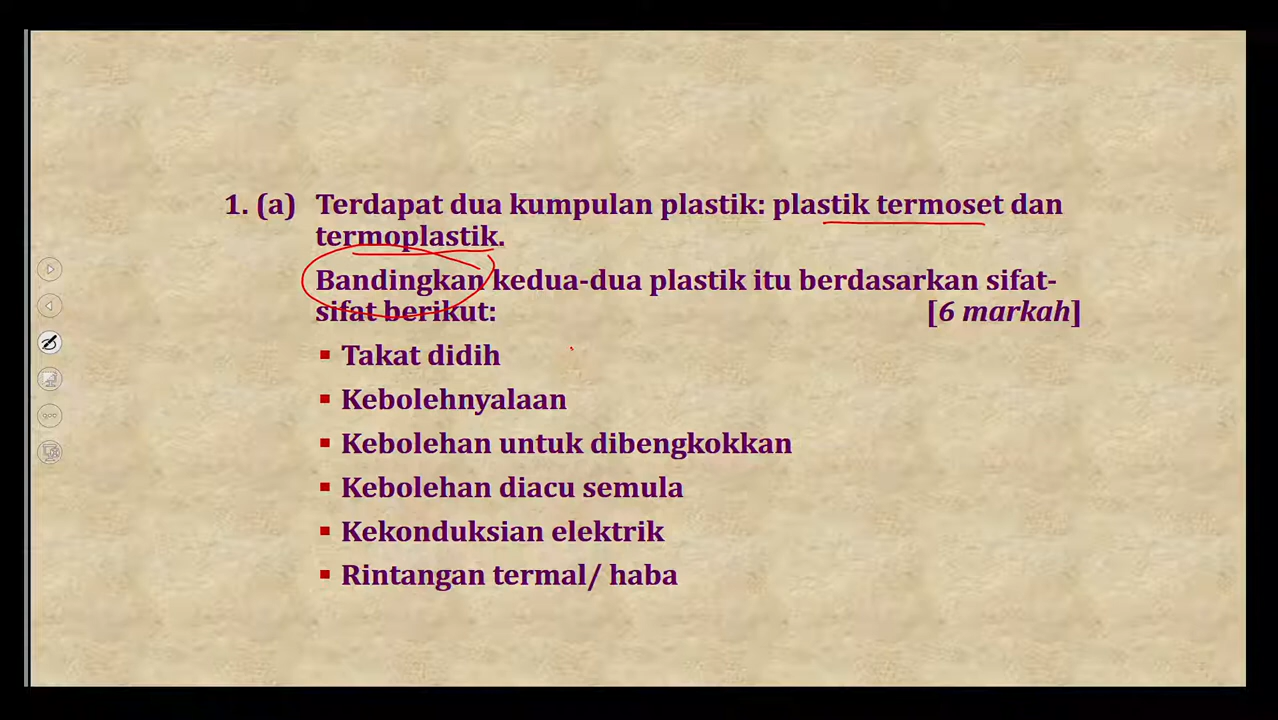 1. (a) Terdapat dua kumpulan plastik: plastik termoset dan
termoplastik.
Bandingkan kedua-dua plastik itu berdasarkan sifat-
sifat berikut: [6 markah]
▪ Takat didih
▪ Kebolehnyalaan
▪ Kebolehan untuk dibengkokkan
▪ Kebolehan diacu semula
▪ Kekonduksian elektrik
▪ Rintangan termal/ haba